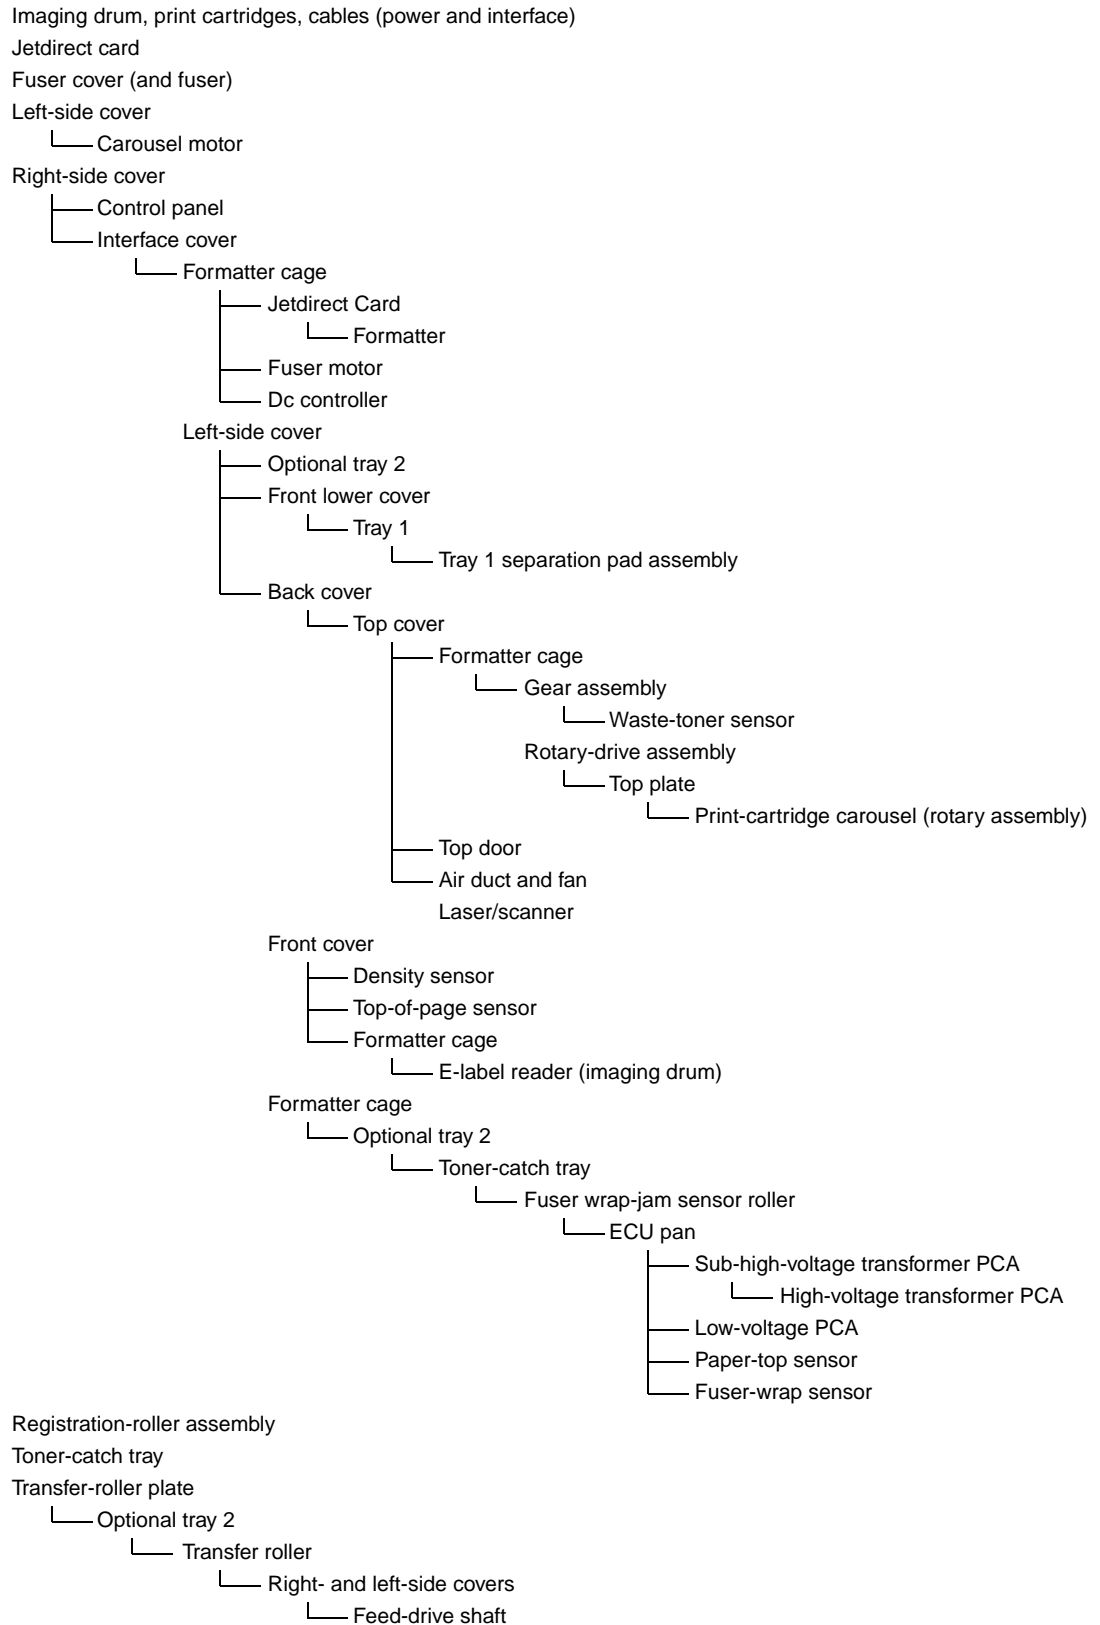 Imaging drum, print cartridges, cables (power and interface)
Jetdirect card
Fuser cover (and fuser)
Left-side cover
Carousel motor
Right-side cover
Control panel
Interface cover
Formatter cage
Jetdirect Card
Formatter
Fuser motor
Dc controller
Left-side cover
Optional tray 2
Front lower cover
Tray 1
Tray 1 separation pad assembly
Back cover
Top cover
Formatter cage
Gear assembly
Waste-toner sensor
Rotary-drive assembly
Top plate
Print-cartridge carousel (rotary assembly)
Top door
Air duct and fan
Laser/scanner
Front cover
Density sensor
Top-of-page sensor
Formatter cage
E-label reader (imaging drum)
Formatter cage
Optional tray 2
Toner-catch tray
Fuser wrap-jam sensor roller
ECU pan
Sub-high-voltage transformer PCA
High-voltage transformer PCA
Low-voltage PCA
Paper-top sensor
Fuser-wrap sensor
Registration-roller assembly
Toner-catch tray
Transfer-roller plate
Optional tray 2
Transfer roller
Right- and left-side covers
Feed-drive shaft